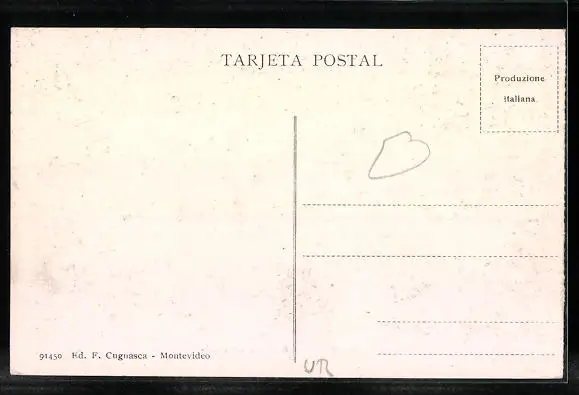 TARJETA POSTAL
Produzione
italiana
91450 Ed. F. Cugnasca - Montevideo
UR